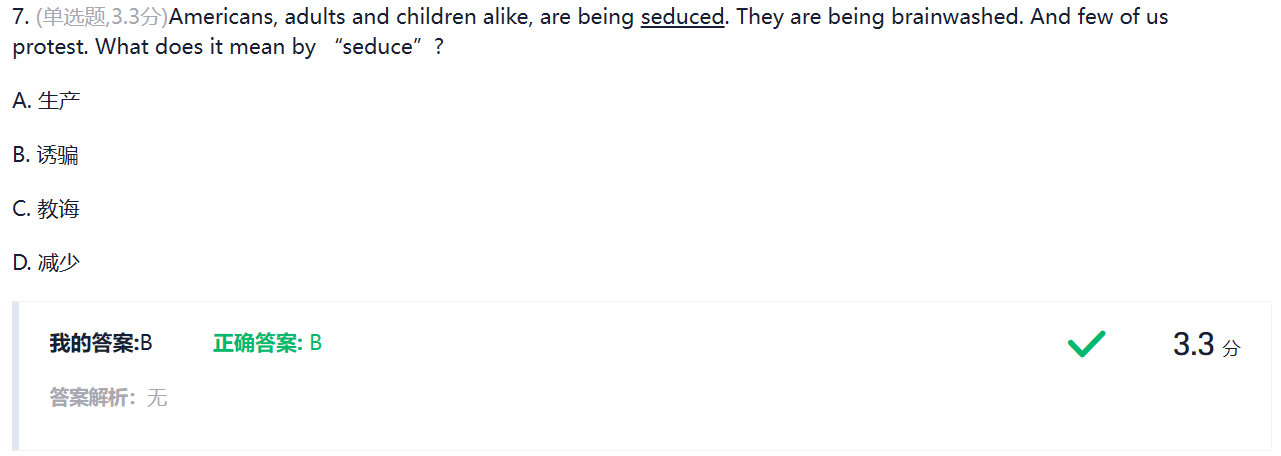 7. (单选题,3.3分)Americans, adults and children alike, are being seduced. They are being brainwashed. And few of us
protest. What does it mean by “seduce”?
A. 生产
B. 诱骗
C. 教诲
D. 减少
我的答案:B 正确答案: B 3.3 分
答案解析：无